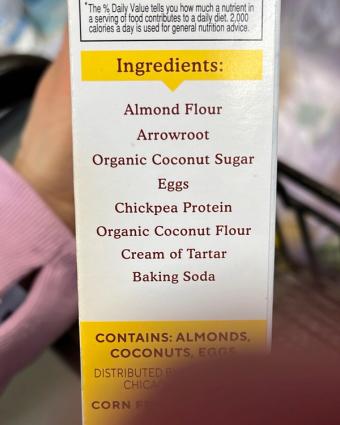 *The % Daily Value tells you how much a nutrient in
a serving of food contributes to a daily diet. 2,000
calories a day is used for general nutrition advice.
Ingredients:
Almond Flour
Arrowroot
Organic Coconut Sugar
Eggs
Chickpea Protein
Organic Coconut Flour
Cream of Tartar
Baking Soda
CONTAINS: ALMONDS,
COCONUTS, EGGS
DISTRIBUTED
CORN